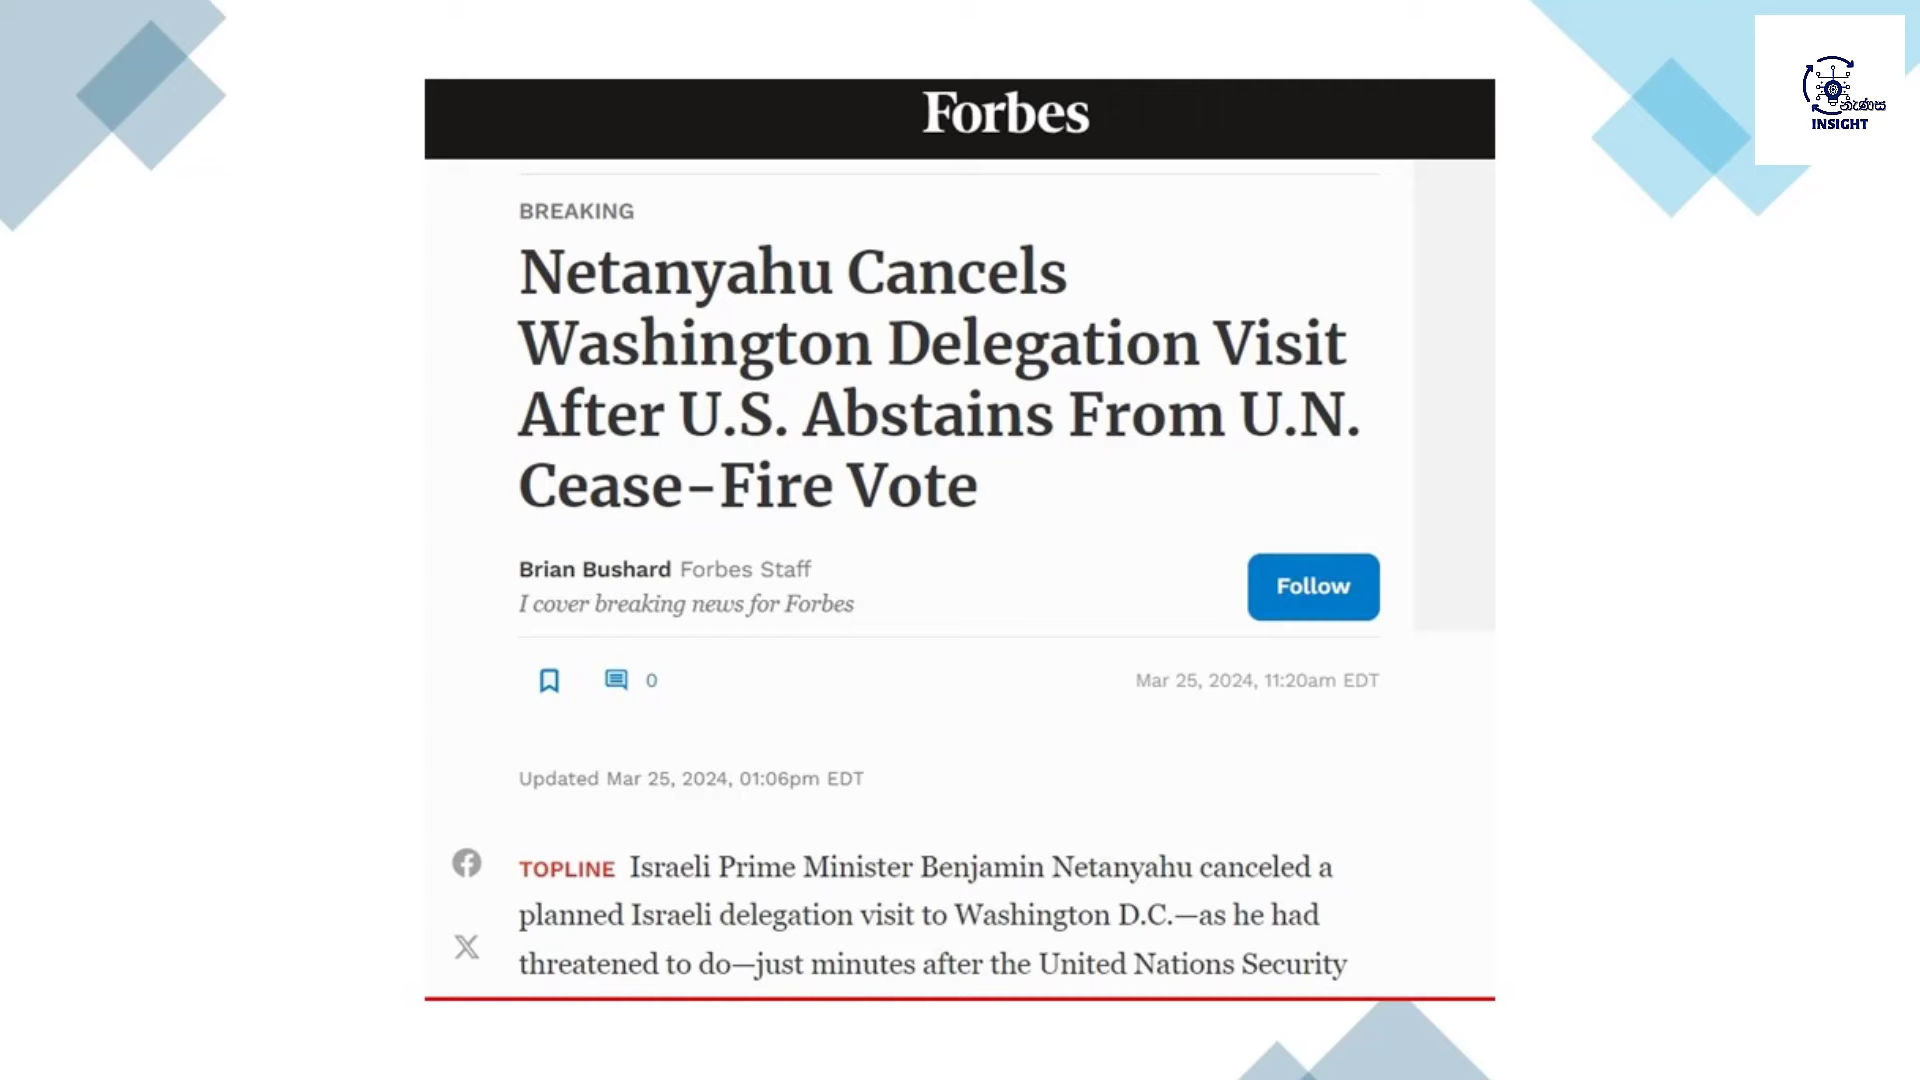 Forbes
BREAKING
Netanyahu Cancels
Washington Delegation Visit
After U.S. Abstains From U.N.
Cease-Fire Vote
Brian Bushard Forbes Staff
I cover breaking news for Forbes
Follow
0
Mar 25, 2024, 11:20am EDT
Updated Mar 25, 2024, 01:06pm EDT
TOPLINE Israeli Prime Minister Benjamin Netanyahu canceled a
planned Israeli delegation visit to Washington D.C.—as he had
threatened to do—just minutes after the United Nations Security
INSIGHT